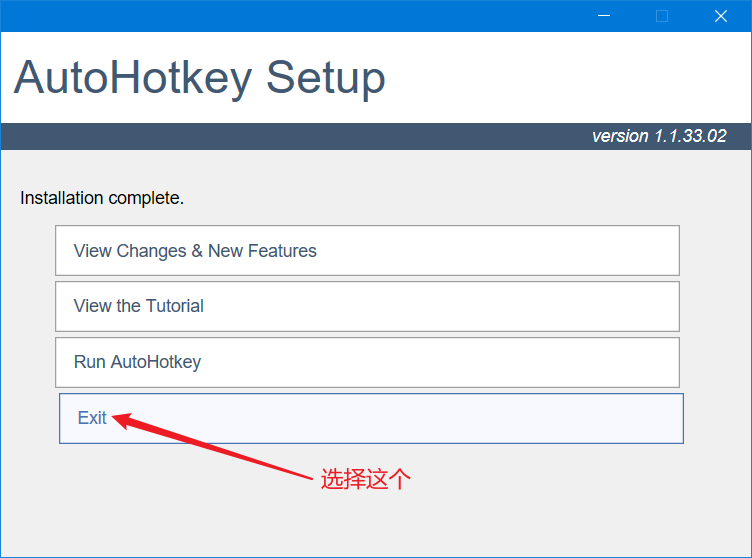 AutoHotkey Setup
version 1.1.33.02
Installation complete.
View Changes & New Features
View the Tutorial
Run AutoHotkey
Exit
选择这个